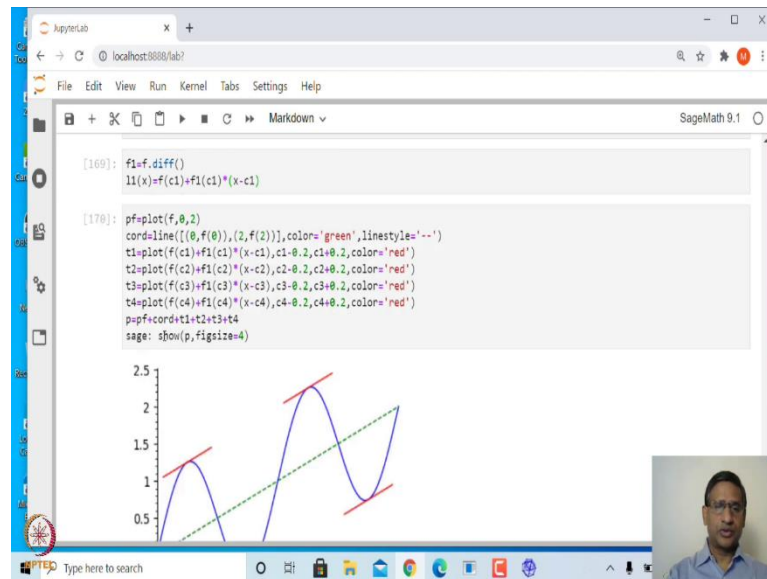 JupyterLab
localhost:8888/lab?
M
File Edit View Run Kernel Tabs Settings Help
Markdown
SageMath 9.1
[169]: f1=f.diff()
l1(x)=f(c1)+f1(c1)*(x-c1)
[170]: pf=plot(f,0,2)
cord=line([(0,f(0)),(2,f(2))],color='green',linestyle='--')
t1=plot(f(c1)+f1(c1)*(x-c1),c1-0.2,c1+0.2,color='red')
t2=plot(f(c2)+f1(c2)*(x-c2),c2-0.2,c2+0.2,color='red')
t3=plot(f(c3)+f1(c3)*(x-c3),c3-0.2,c3+0.2,color='red')
t4=plot(f(c4)+f1(c4)*(x-c4),c4-0.2,c4+0.2,color='red')
p=pf+cord+t1+t2+t3+t4
sage: show(p,figsize=4)
2.5
2
1.5
1
0.5
NPTEL
Type here to search